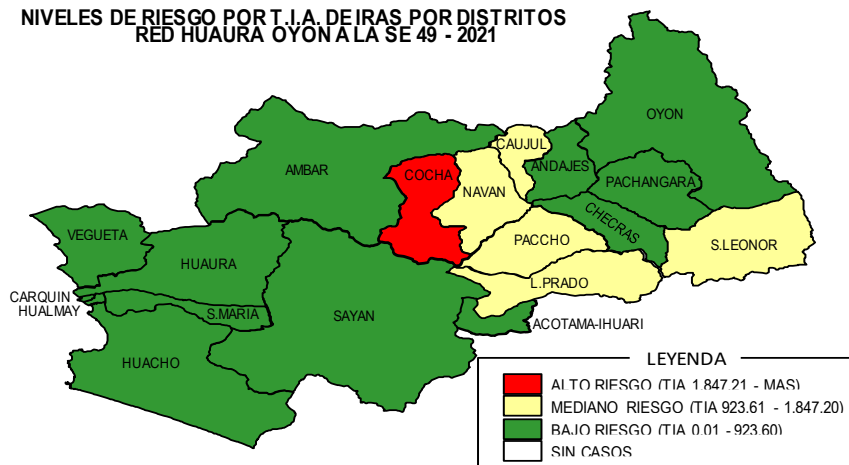 NIVELES DE RIESGO POR T.I.A. DE IRAS POR DISTRITOS
RED HUAURA OYON A LA SE 49 - 2021
OYON
CAUJUL
ANDAJES
AMBAR
COCHA
NAVAN
PACHANGARA
CHECRAS
VEGUETA
PACCHO
S.LEONOR
HUAURA
L.PRADO
CARQUIN
HUALMAY
S.MARIA
SAYAN
ACOTAMA-IHUARI
HUACHO
LEYENDA
ALTO RIESGO (TIA 1.847.21 - MAS)
MEDIANO RIESGO (TIA 923.61 - 1.847.20)
BAJO RIESGO (TIA 0.01 - 923.60)
SIN CASOS